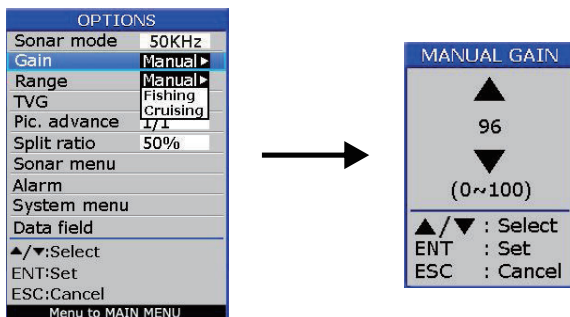 OPTIONS
Sonar mode 50KHz
Gain Manual►
Range Manual►
Fishing
TVG Cruising
Pic. advance 1/1
Split ratio 50%
Sonar menu
Alarm
System menu
Data field
▲/▼:Select
ENT:Set
ESC:Cancel
Menu to MAIN MENU
MANUAL GAIN
▲
96
▼
(0~100)
▲/▼ : Select
ENT : Set
ESC : Cancel